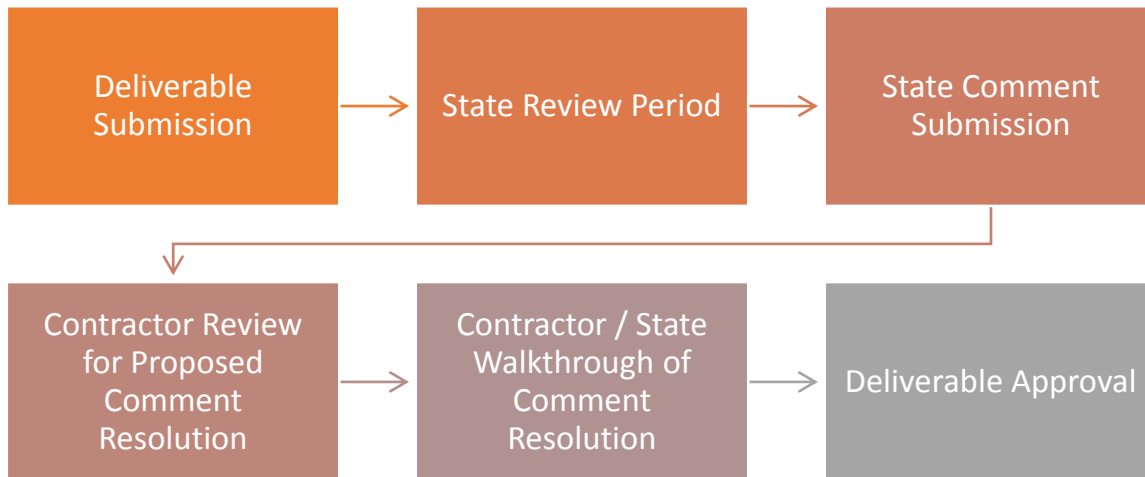 Deliverable
Submission
State Review Period
State Comment
Submission
Contractor Review
for Proposed
Comment
Resolution
Contractor / State
Walkthrough of
Comment
Resolution
Deliverable Approval